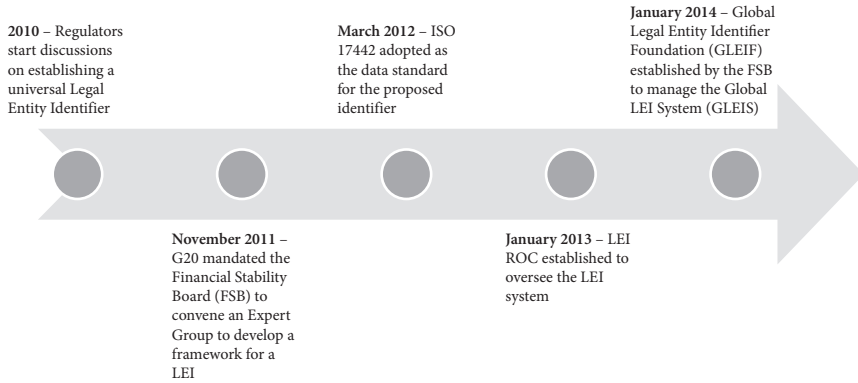 2010 – Regulators
start discussions
on establishing a
universal Legal
Entity Identifier
November 2011 –
G20 mandated the
Financial Stability
Board (FSB) to
convene an Expert
Group to develop a
framework for a
LEI
March 2012 – ISO
17442 adopted as
the data standard
for the proposed
identifier
January 2013 – LEI
ROC established to
oversee the LEI
system
January 2014 – Global
Legal Entity Identifier
Foundation (GLEIF)
established by the FSB
to manage the Global
LEI System (GLEIS)